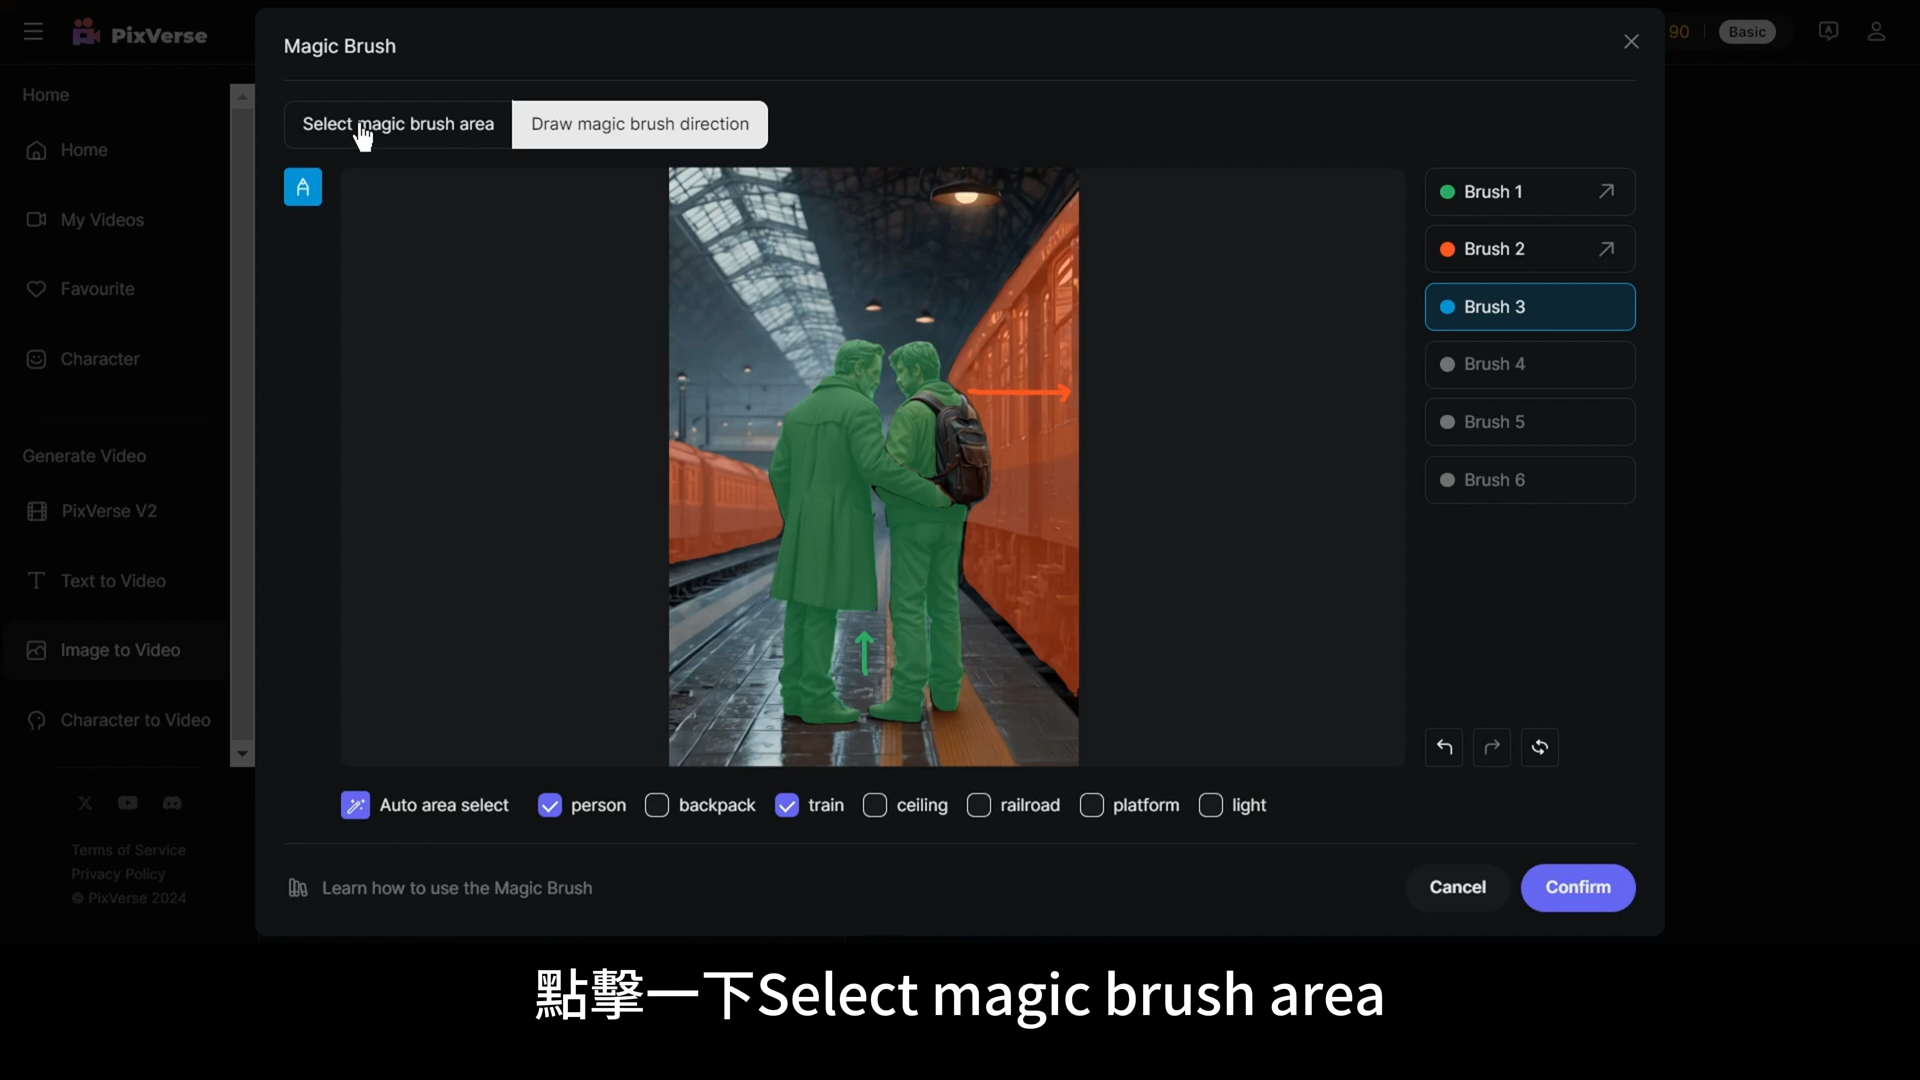 PixVerse
Magic Brush
90
Basic
Home
Select magic brush area
Draw magic brush direction
Home
My Videos
Favourite
Character
Generate Video
PixVerse V2
Text to Video
Image to Video
Character to Video
Brush 1
Brush 2
Brush 3
Brush 4
Brush 5
Brush 6
Auto area select
person
backpack
train
ceiling
railroad
platform
light
Terms of Service
Privacy Policy
© PixVerse 2024
Learn how to use the Magic Brush
Cancel
Confirm
點擊一下Select magic brush area